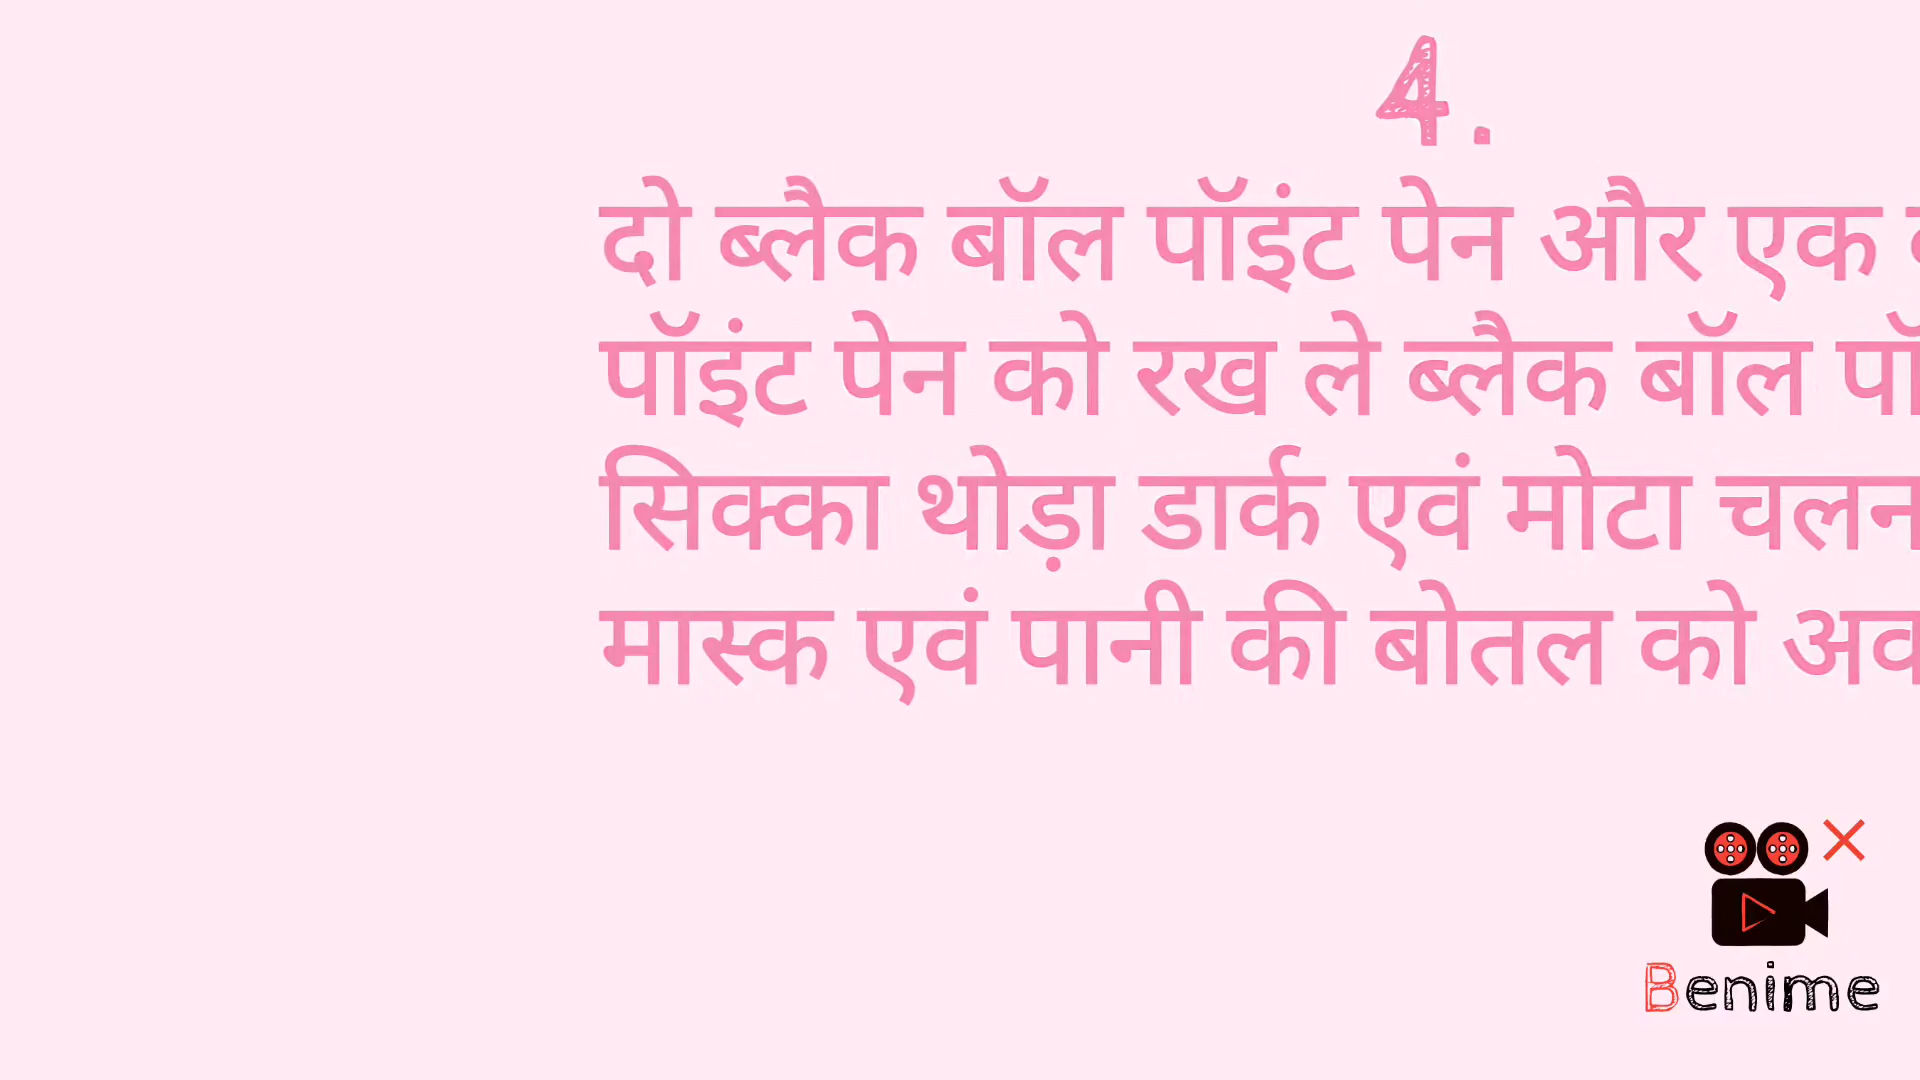 4.
दो ब्लैक बॉल पॉइंट पेन और एक
पॉइंट पेन को रख ले ब्लैक बॉल
सिक्का थोड़ा डार्क एवं मोटा
मास्क एवं पानी की बोतल को
Benime